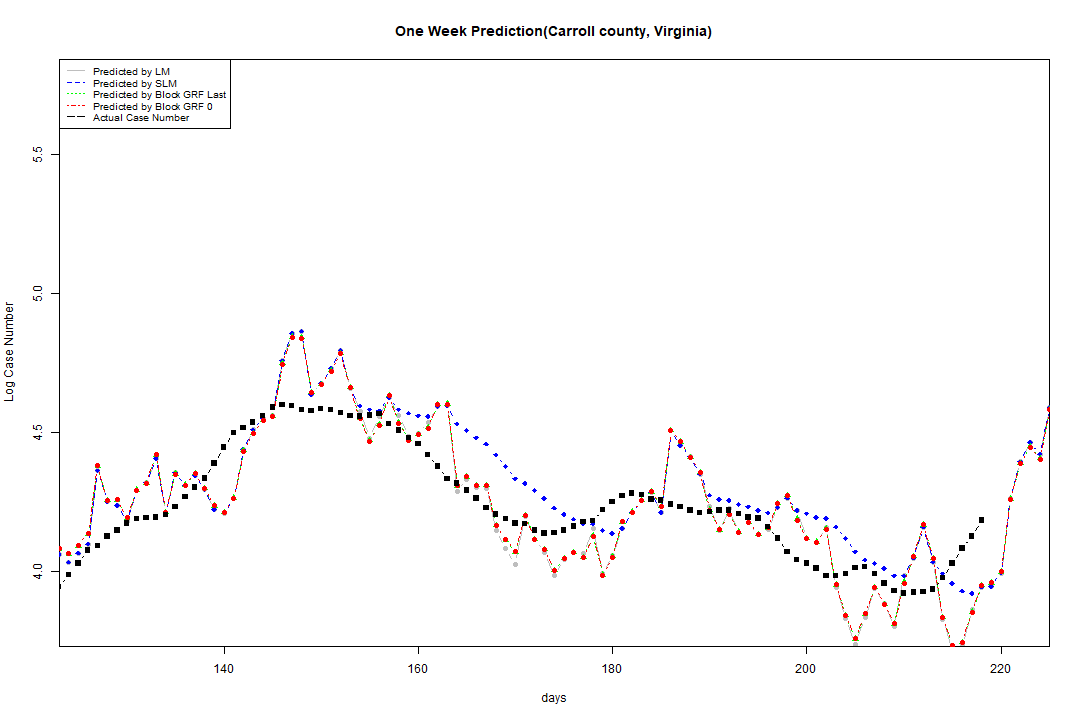 One Week Prediction(Carroll county, Virginia)
Predicted by LM
Predicted by SLM
Predicted by Block GRF Last
Predicted by Block GRF 0
Actual Case Number
5.5
5.0
4.5
4.0
Log Case Number
140 160 180 200 220
days